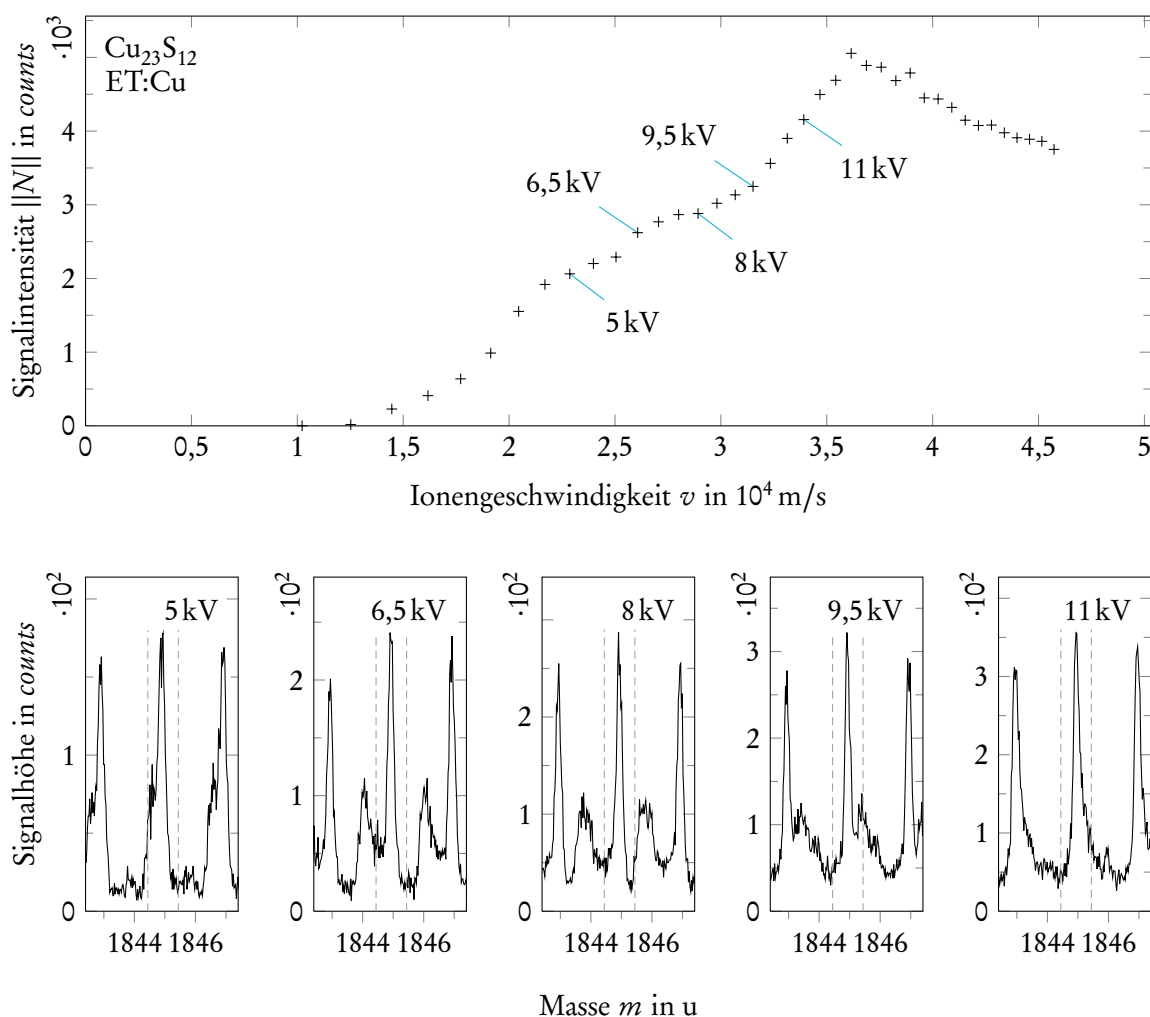 ·10³
Signalintensität ||N|| in counts
Cu₂₃S₁₂
ET:Cu
4
3
2
1
0
9,5 kV
6,5 kV
11 kV
8 kV
5 kV
0 0,5 1 1,5 2 2,5 3 3,5 4 4,5 5
Ionengeschwindigkeit v in 10⁴ m/s
Signalhöhe in counts
·10²
5 kV
1
0
1844 1846
·10²
6,5 kV
2
1
0
1844 1846
·10²
8 kV
2
1
0
1844 1846
·10²
9,5 kV
3
2
1
0
1844 1846
·10²
11 kV
3
2
1
0
1844 1846
Masse m in u